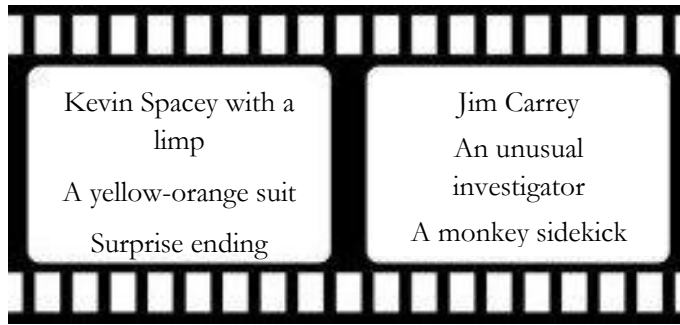 Kevin Spacey with a
limp
A yellow-orange suit
Surprise ending
Jim Carrey
An unusual
investigator
A monkey sidekick